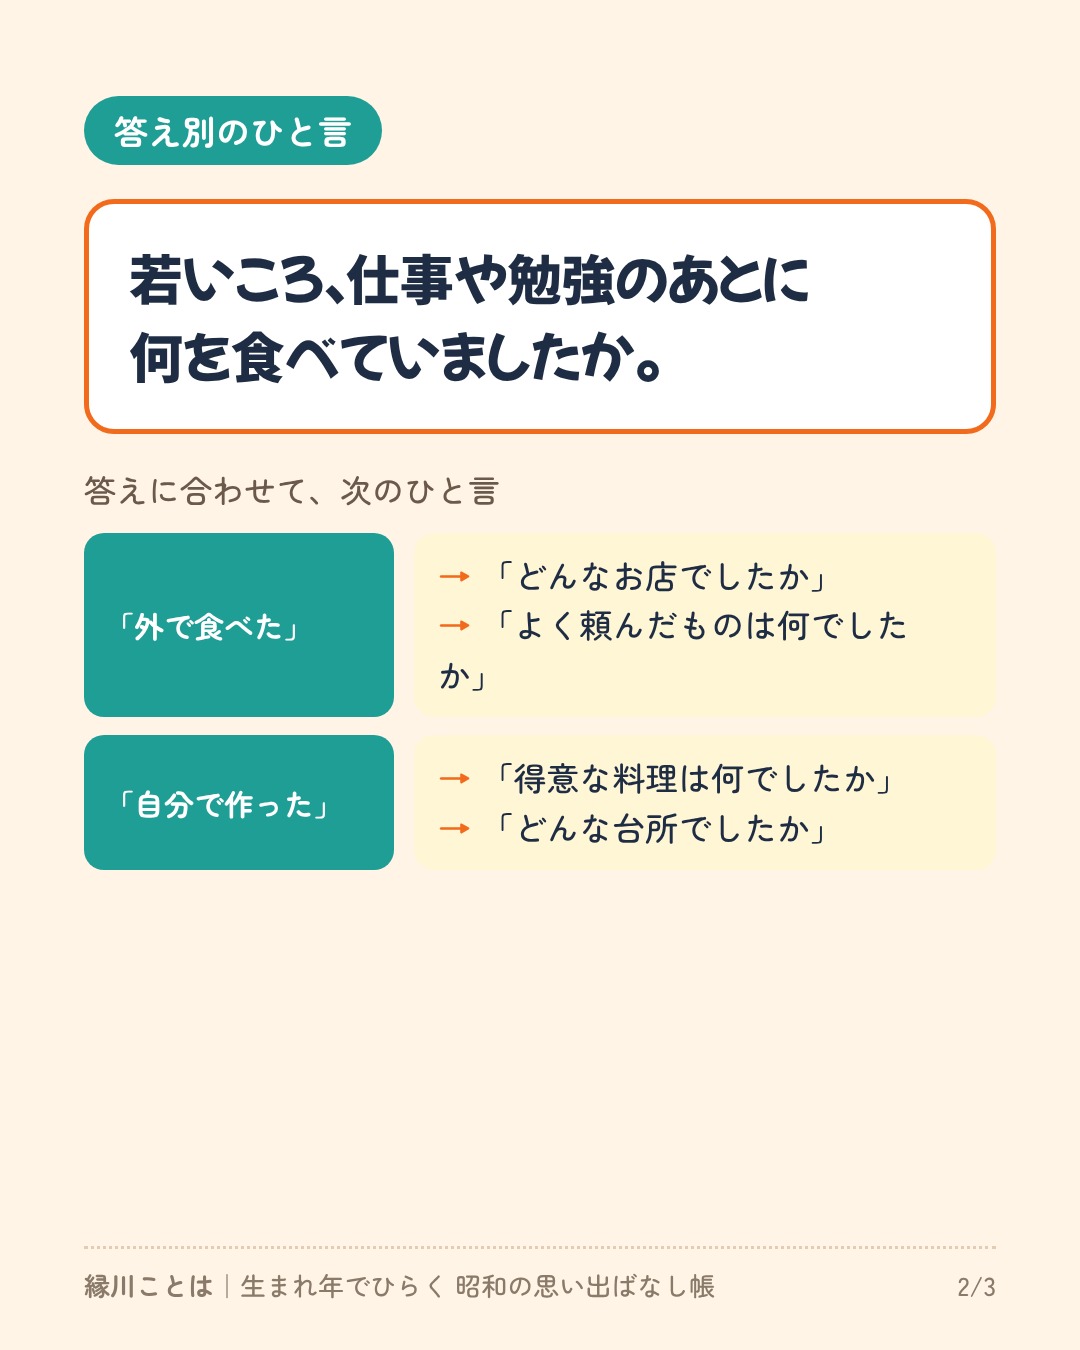 答え別のひと言
若いころ、仕事や勉強のあとに
何を食べていましたか。
答えに合わせて、次のひと言
「外で食べた」
→「どんなお店でしたか」
→「よく頼んだものは何でした
か」
「自分で作った」
→「得意な料理は何でしたか」
→「どんな台所でしたか」
縁川ことは｜生まれ年でひらく 昭和の思い出ばなし帳
2/3